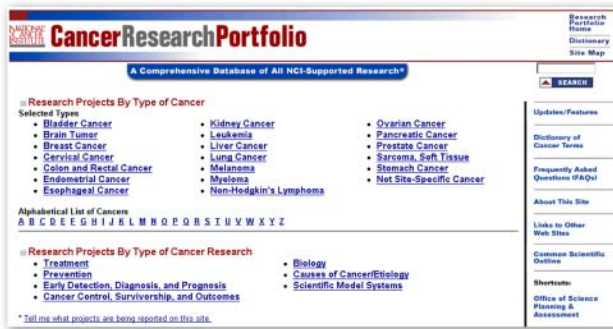 NATIONAL CANCER INSTITUTE
CancerResearchPortfolio
Research Portfolio Home
Dictionary
Site Map
A Comprehensive Database of All NCI-Supported Research*
SEARCH
Research Projects By Type of Cancer
Selected Types
Bladder Cancer
Brain Tumor
Breast Cancer
Cervical Cancer
Colon and Rectal Cancer
Endometrial Cancer
Esophageal Cancer
Kidney Cancer
Leukemia
Liver Cancer
Lung Cancer
Melanoma
Myeloma
Non-Hodgkin's Lymphoma
Ovarian Cancer
Pancreatic Cancer
Prostate Cancer
Sarcoma, Soft Tissue
Stomach Cancer
Not Site-Specific Cancer
Alphabetical List of Cancers
A B C D E F G H I J K L M N O P Q R S T U V W X Y Z
Research Projects By Type of Cancer Research
Treatment
Prevention
Early Detection, Diagnosis, and Prognosis
Cancer Control, Survivorship, and Outcomes
Biology
Causes of Cancer/Etiology
Scientific Model Systems
* Tell me what projects are being reported on this site.
Updates/Features
Dictionary of
Cancer Terms
Frequently Asked
Questions (FAQs)
About This Site
Links to Other
Web Sites
Common Scientific
Outline
Shortcuts:
Office of Science
Planning &
Assessment